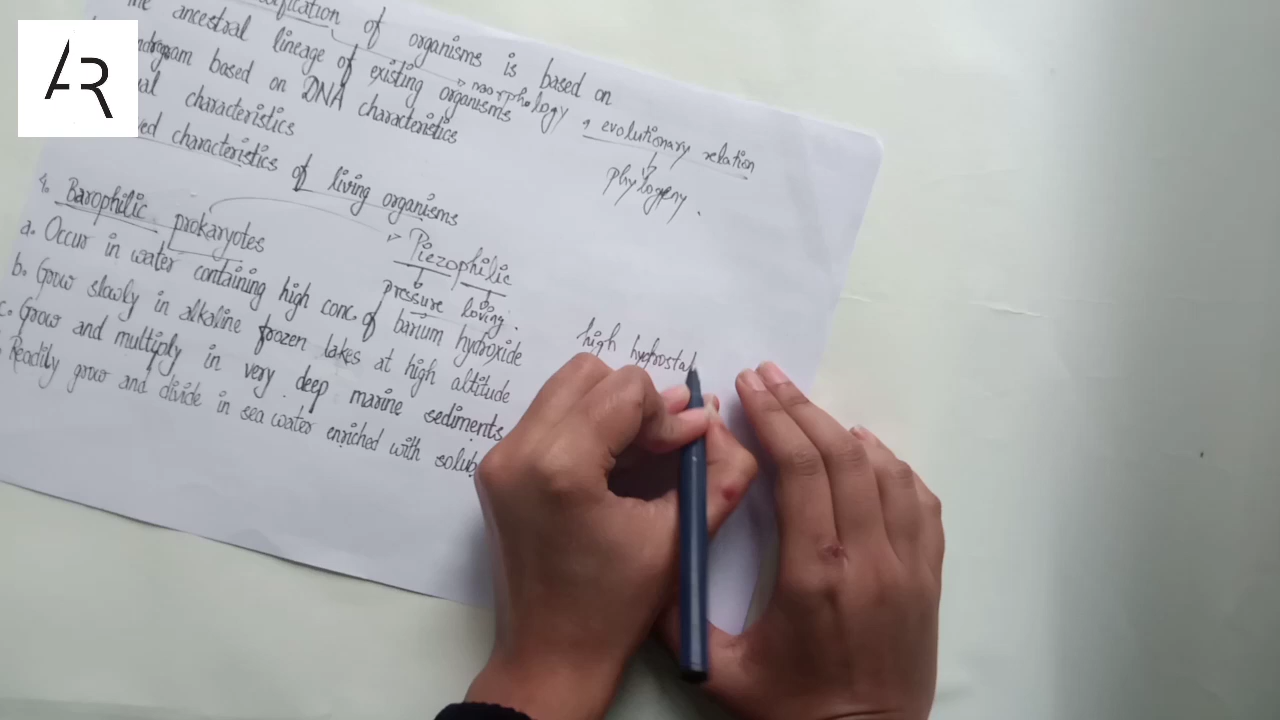 AR
of organisms is based on
ancestral lineage of existing organisms
→ morphology & evolutionary relation
based on DNA characteristics
phylogeny.
characteristics
characteristics of living organisms
4. Barophilic prokaryotes
→ Piezophilic
pressure loving.
a. Occur in water containing high conc. of barium hydroxide
b. Grow slowly in alkaline frozen lakes at high altitude
c. Grow and multiply in very deep marine sediments
Readily grow and divide in sea water enriched with solub
high hydrostat